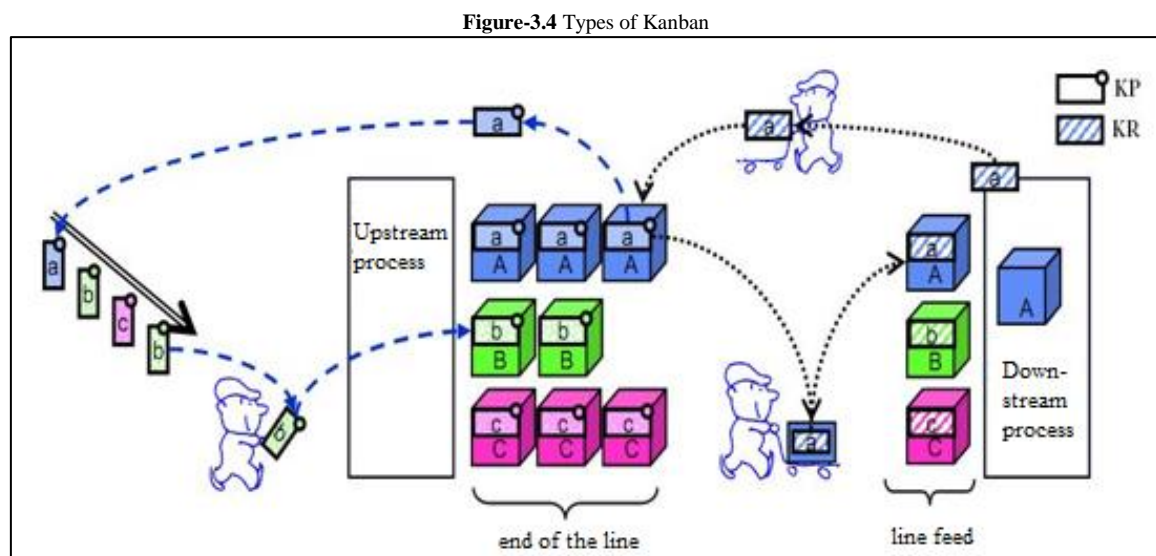 Figure-3.4 Types of Kanban
KP
KR
a
a
a
Upstream
process
a a a
A A A
a
A
A
a
b
c
b
b b
B B
b
B
Down-
stream
process
c c c
C C C
a
c
C
end of the line
line feed